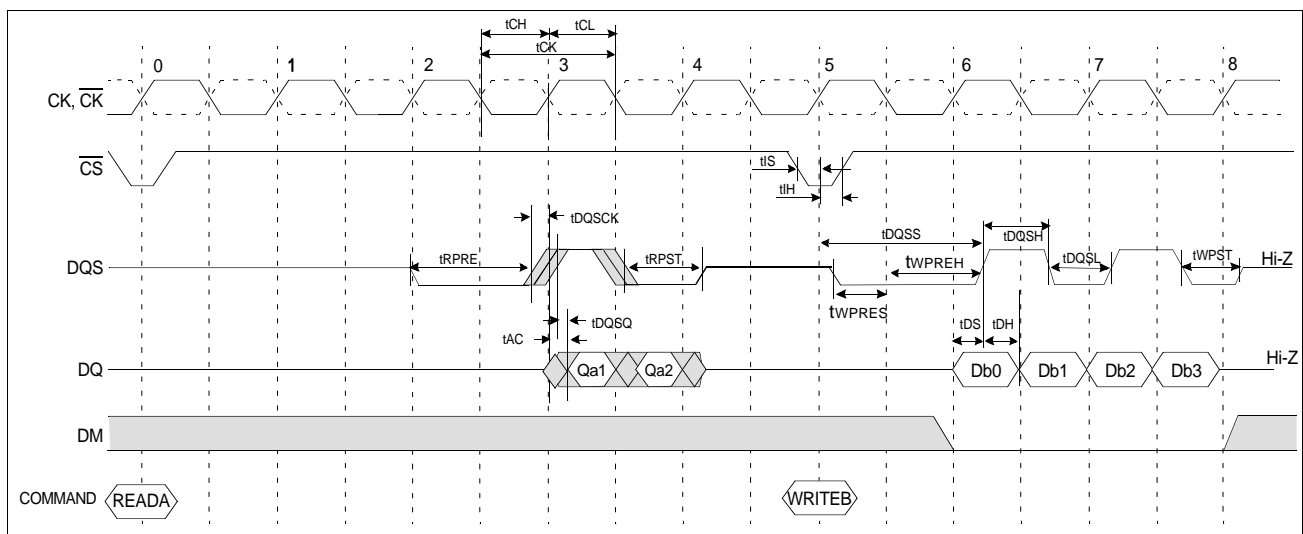 tCH tCL
tCK
0 1 2 3 4 5 6 7 8
CK, CK
CS
tIS
tIH
tDQSCK
tDQSS
tDQSH
tRPRE
tRPST
tWPREH
tDQSL
tWPST
Hi-Z
DQS
tWPRES
tDQSQ
tAC
tDS tDH
DQ
Qa1 Qa2
Db0 Db1 Db2 Db3
Hi-Z
DM
COMMAND READA WRITEB